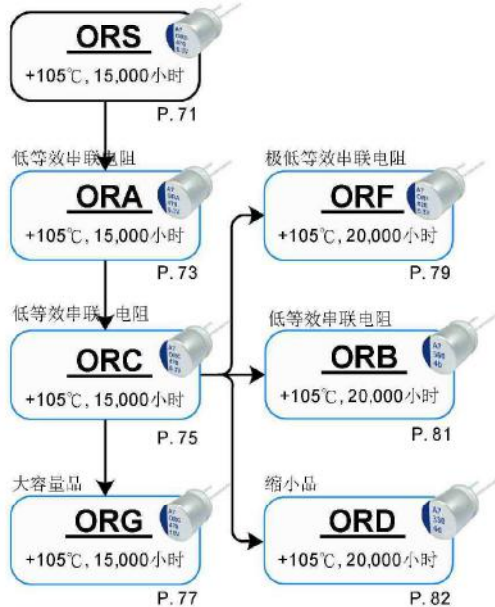 ORS
+105℃, 15,000小时
P.71
低等效串联电阻
ORA
+105℃, 15,000小时
P.73
极低等效串联电阻
ORF
+105℃, 20,000小时
P.79
低等效串联电阻
ORC
+105℃, 15,000小时
P.75
低等效串联电阻
ORB
+105℃, 20,000小时
P.81
大容量品
ORG
+105℃, 15,000小时
P.77
缩小品
ORD
+105℃, 20,000小时
P.82